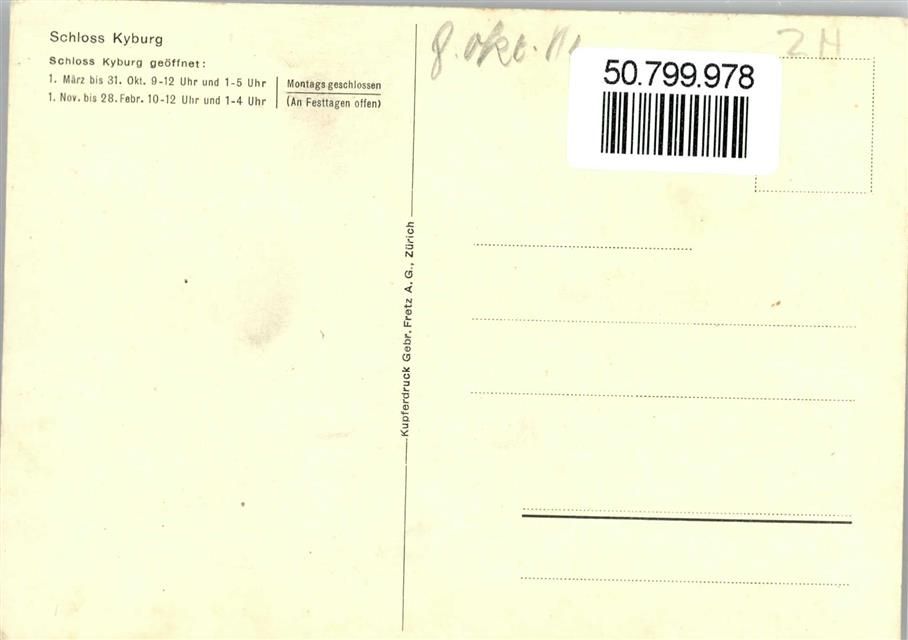 Schloss Kyburg
Schloss Kyburg geöffnet:
1. März bis 31. Okt. 9-12 Uhr und 1-5 Uhr
1. Nov. bis 28. Febr. 10-12 Uhr und 1-4 Uhr
Montags geschlossen
(An Festtagen offen)
Kupferdruck Gebr. Fretz A. G., Zürich
8. Okt.
ZH
50.799.978